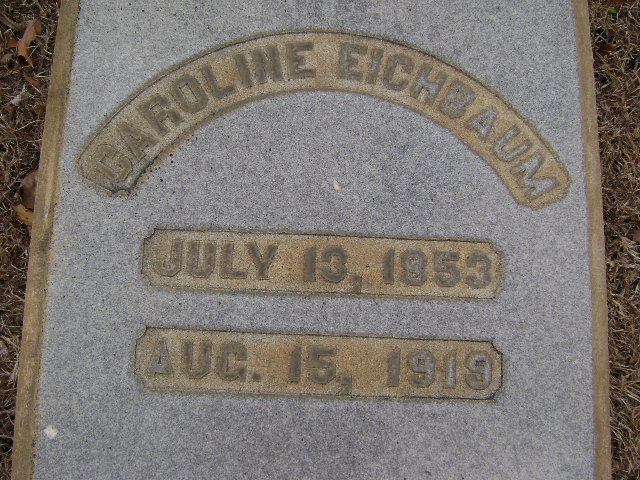 CAROLINE EICHBAUM
JULY 13, 1853
AUG. 15, 1919